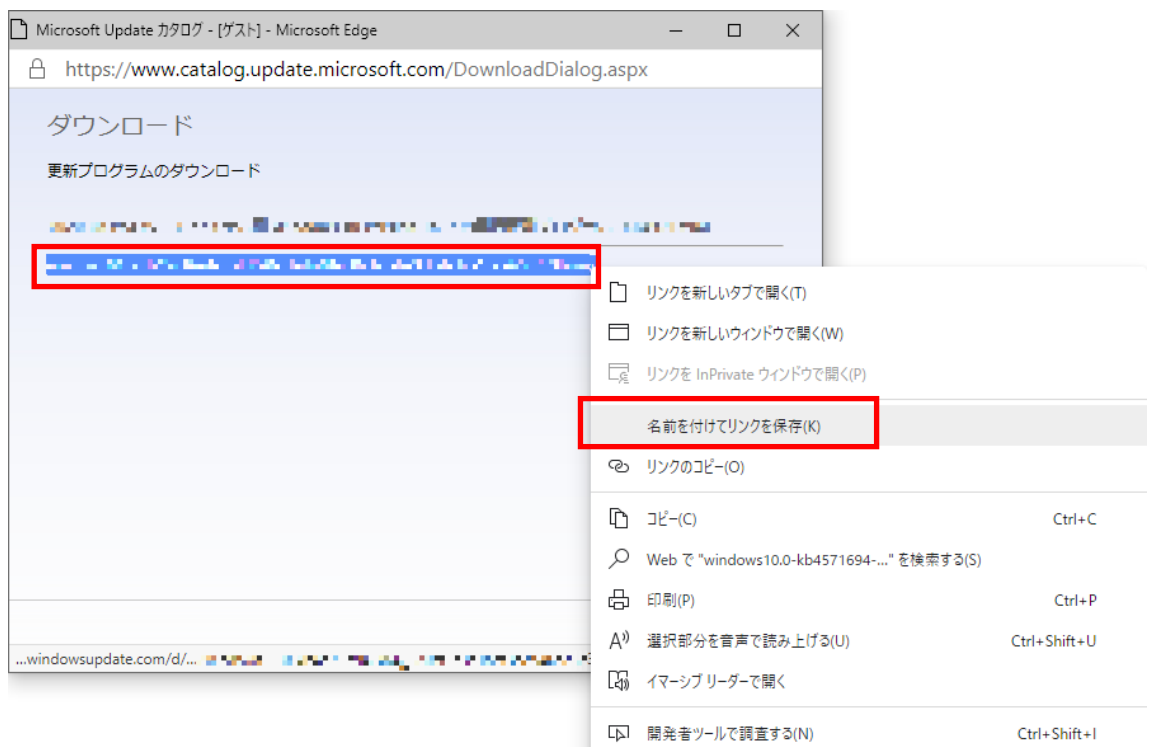 Microsoft Update カタログ - [ゲスト] - Microsoft Edge
https://www.catalog.update.microsoft.com/DownloadDialog.aspx
ダウンロード
更新プログラムのダウンロード
リンクを新しいタブで開く(T)
リンクを新しいウィンドウで開く(W)
リンクを InPrivate ウィンドウで開く(P)
名前を付けてリンクを保存(K)
リンクのコピー(O)
コピー(C) Ctrl+C
Web で "windows10.0-kb4571694-..." を検索する(S)
印刷(P) Ctrl+P
選択部分を音声で読み上げる(U) Ctrl+Shift+U
イマーシブ リーダーで開く
開発者ツールで調査する(N) Ctrl+Shift+I
...windowsupdate.com/d/...